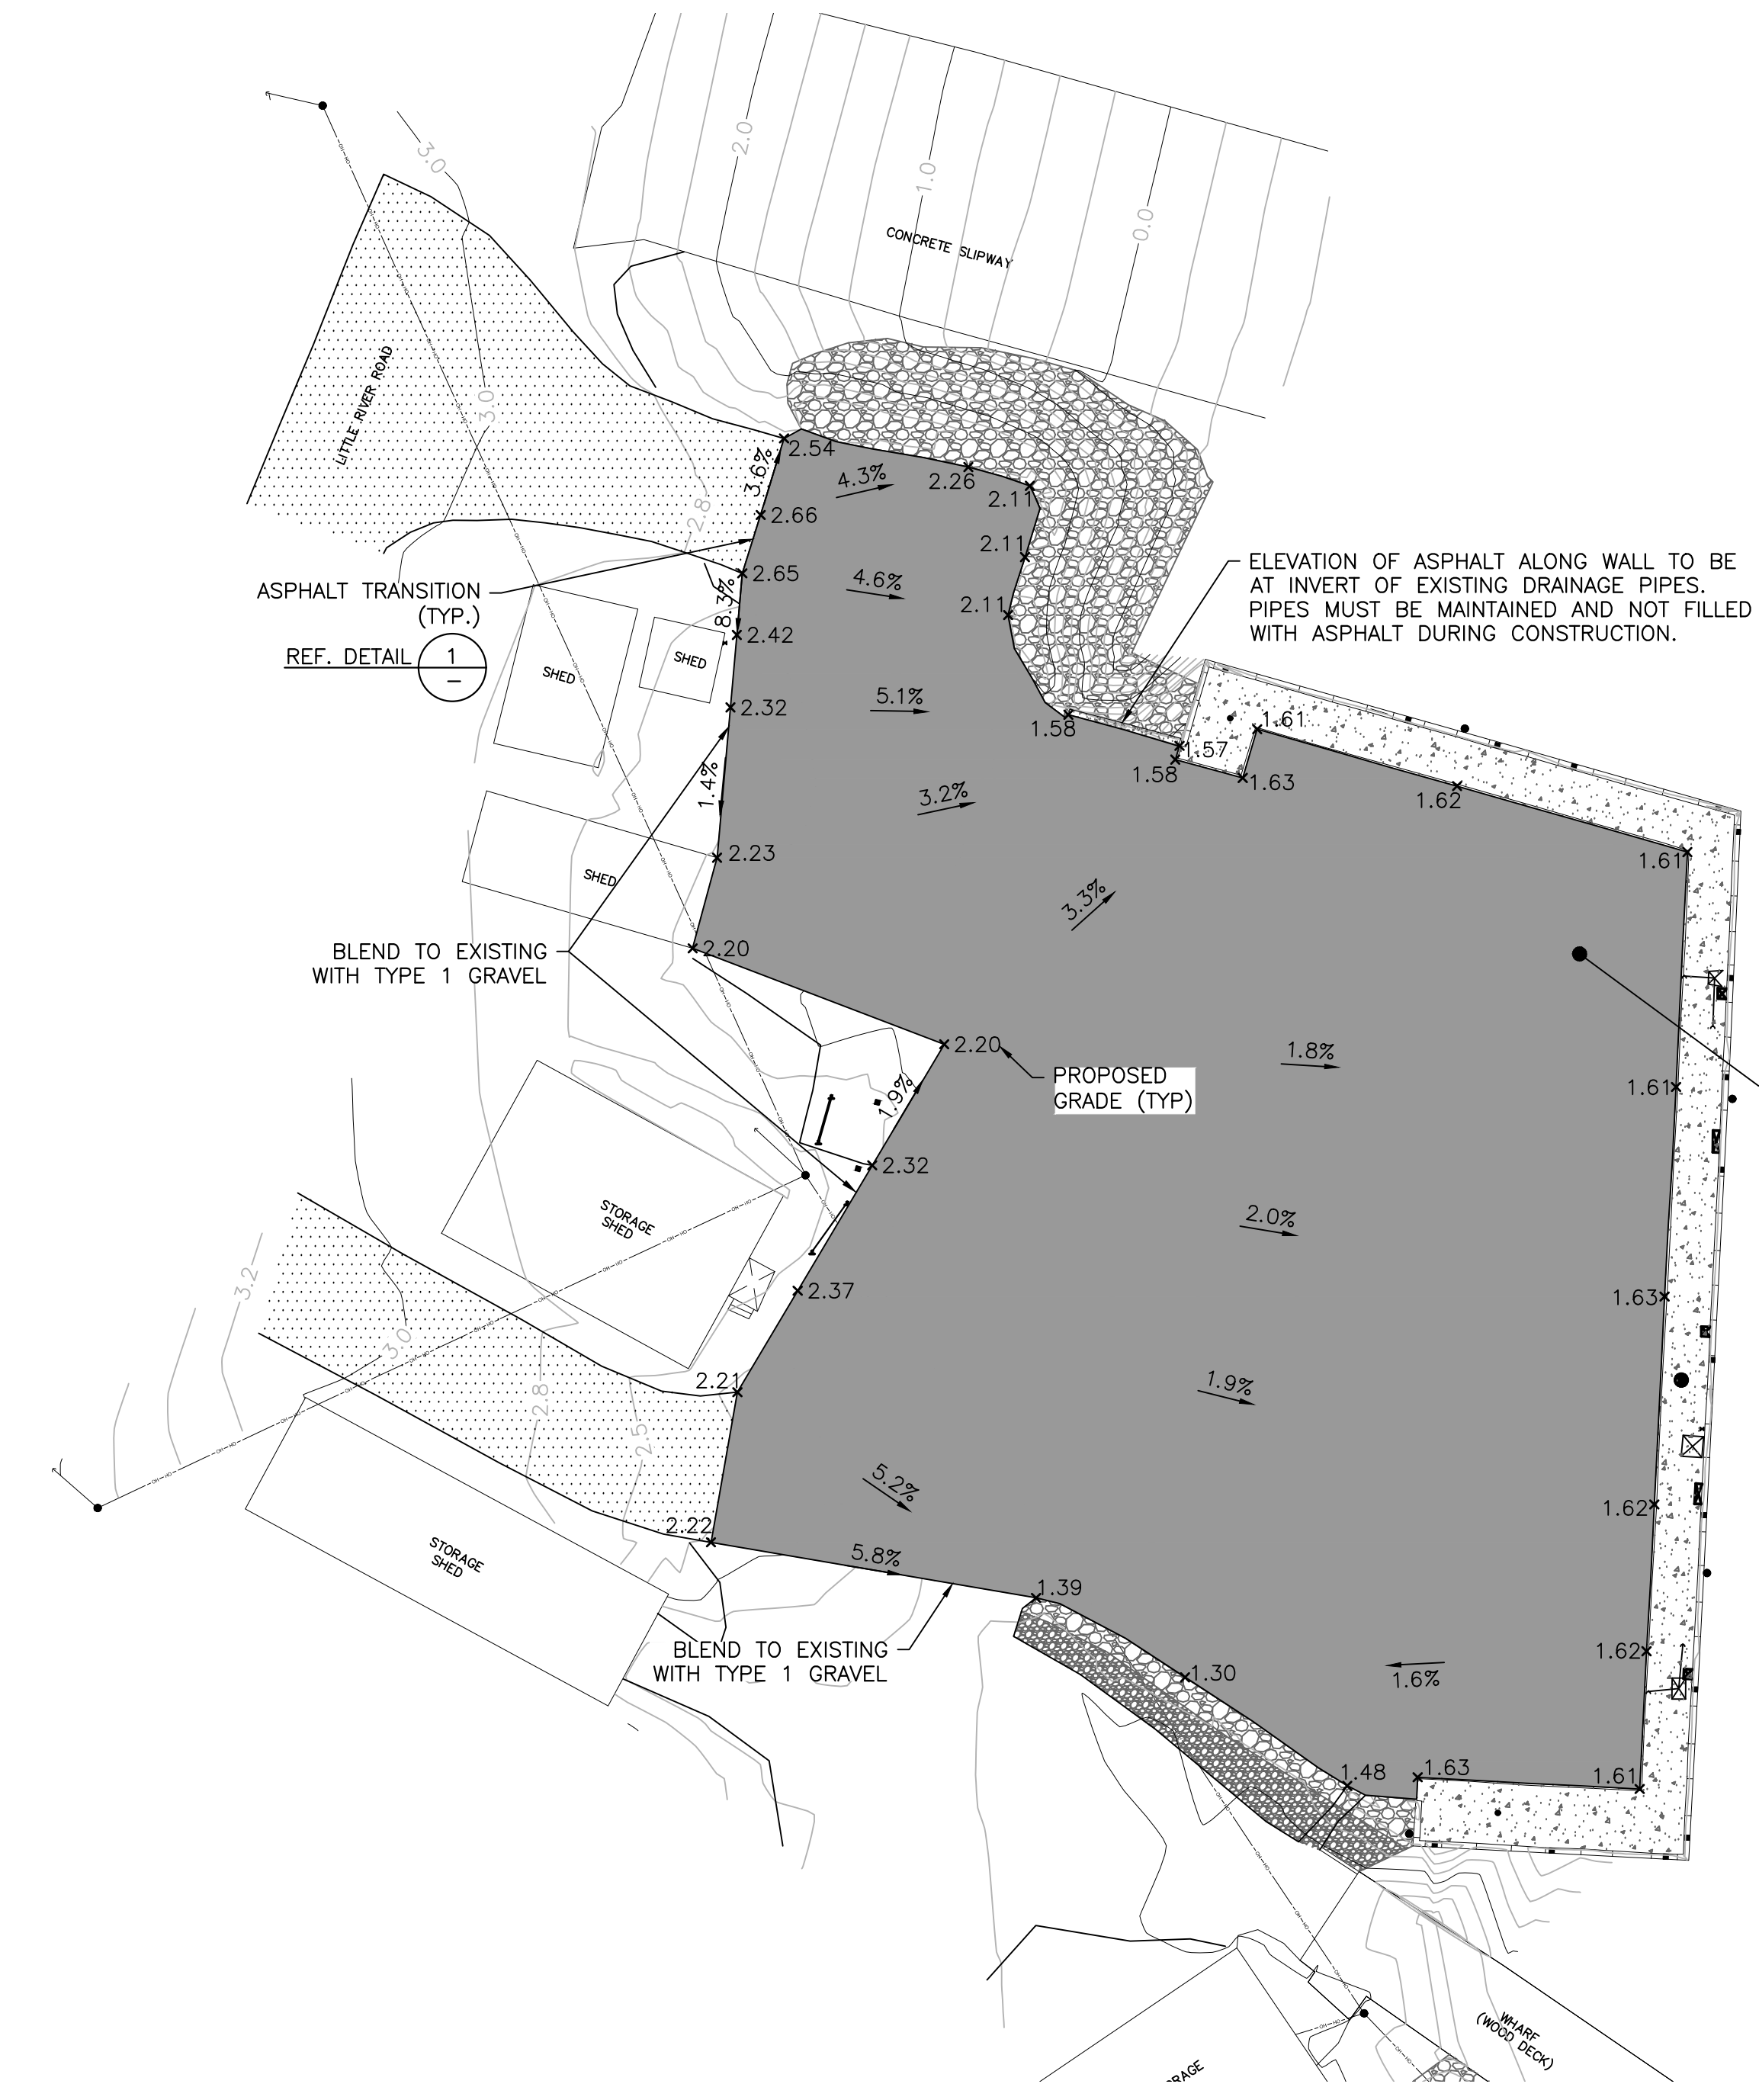 3.0
2.0
1.0
0.0
CONCRETE SLIPWAY
LITTLE RIVER ROAD
3.0
2.8
2.54
3.6%
4.3%
2.26
2.11
2.66
2.11
2.65
4.6%
2.11
8.3%
2.42
ASPHALT TRANSITION
(TYP.)
REF. DETAIL
1
–
ELEVATION OF ASPHALT ALONG WALL TO BE
AT INVERT OF EXISTING DRAINAGE PIPES.
PIPES MUST BE MAINTAINED AND NOT FILLED
WITH ASPHALT DURING CONSTRUCTION.
SHED
SHED
2.32
5.1%
1.58
1.57
1.58
1.61
1.63
1.62
1.61
1.4%
3.2%
2.23
SHED
3.3%
2.20
BLEND TO EXISTING
WITH TYPE 1 GRAVEL
2.20
PROPOSED
GRADE (TYP)
1.8%
1.61
1.9%
2.32
STORAGE
SHED
2.0%
3.2
2.37
1.63
3.0
2.21
2.8
2.5
1.9%
5.2%
1.62
2.22
STORAGE
SHED
5.8%
1.39
BLEND TO EXISTING
WITH TYPE 1 GRAVEL
1.30
1.62
1.6%
1.48
1.63
1.61
WHARF
(WOOD DECK)
RAGE
OH
HO